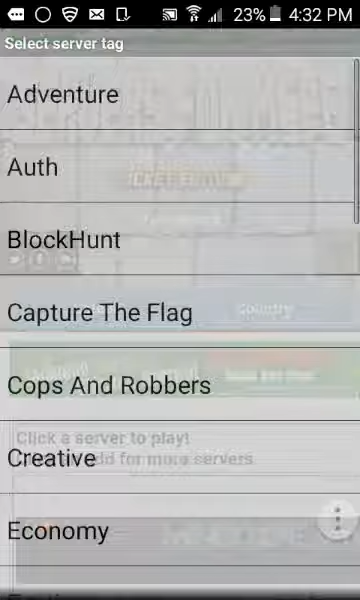 23% 4:32 PM
Select server tag
Adventure
Auth
BlockHunt
Country
Capture The Flag
Cops And Robbers
Click a server to play!
Creative
add for more servers
Economy